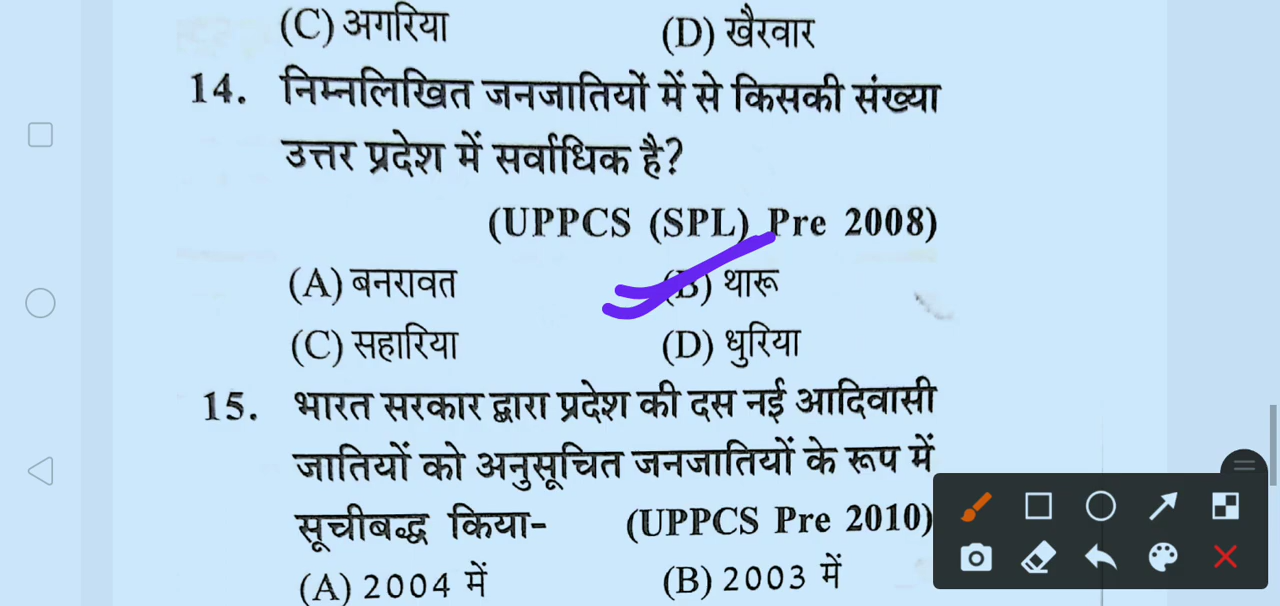 (C) अगरिया (D) खैरवार
14. निम्नलिखित जनजातियों में से किसकी संख्या
उत्तर प्रदेश में सर्वाधिक है?
(UPPCS (SPL) Pre 2008)
(A) बनरावत (B) थारू
(C) सहारिया (D) धुरिया
15. भारत सरकार द्वारा प्रदेश की दस नई आदिवासी
जातियों को अनुसूचित जनजातियों के रूप में
सूचीबद्ध किया- (UPPCS Pre 2010)
(A) 2004 में (B) 2003 में